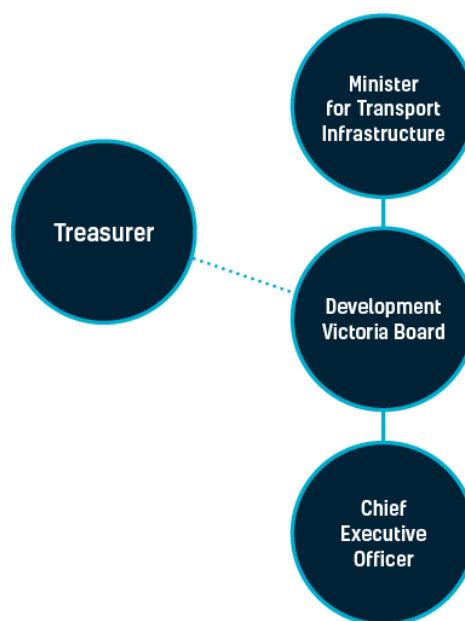 Minister
for Transport
Infrastructure
Treasurer
Development
Victoria Board
Chief
Executive
Officer